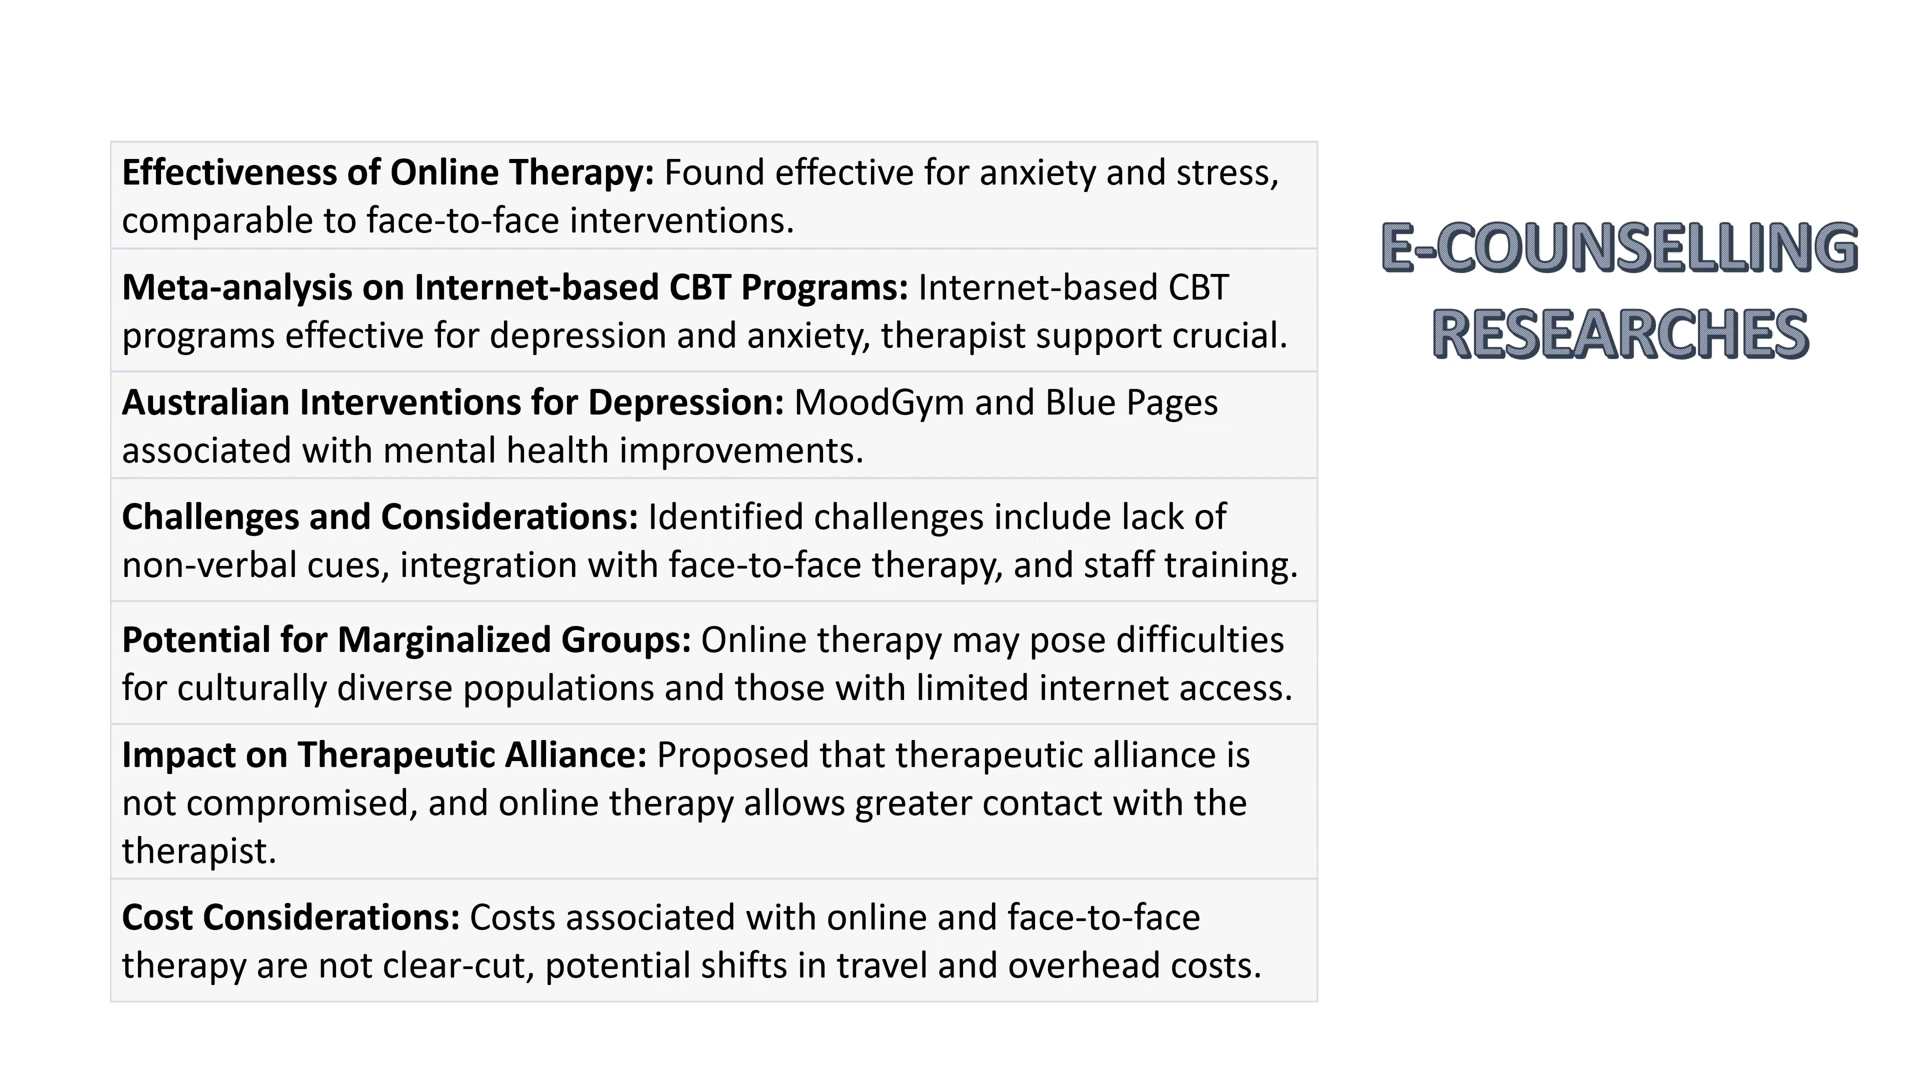 Effectiveness of Online Therapy: Found effective for anxiety and stress,
comparable to face-to-face interventions.
Meta-analysis on Internet-based CBT Programs: Internet-based CBT
programs effective for depression and anxiety, therapist support crucial.
Australian Interventions for Depression: MoodGym and Blue Pages
associated with mental health improvements.
Challenges and Considerations: Identified challenges include lack of
non-verbal cues, integration with face-to-face therapy, and staff training.
Potential for Marginalized Groups: Online therapy may pose difficulties
for culturally diverse populations and those with limited internet access.
Impact on Therapeutic Alliance: Proposed that therapeutic alliance is
not compromised, and online therapy allows greater contact with the
therapist.
Cost Considerations: Costs associated with online and face-to-face
therapy are not clear-cut, potential shifts in travel and overhead costs.
E-COUNSELLING
RESEARCHES